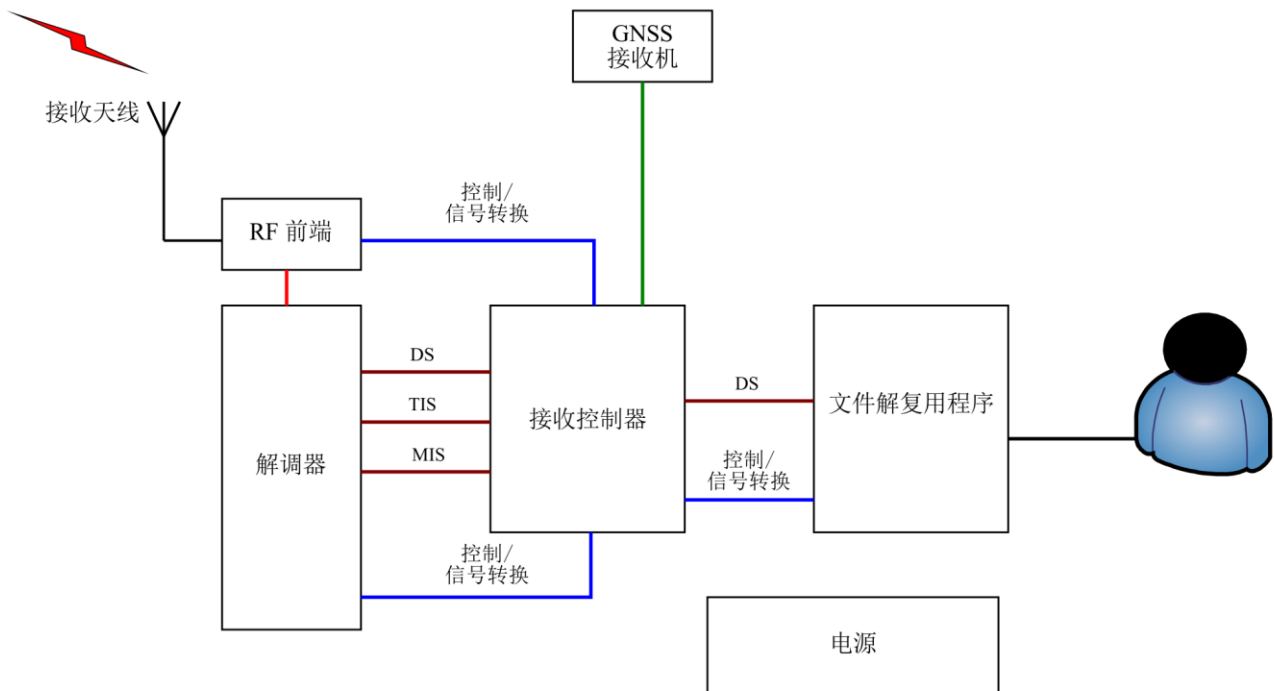 GNSS
接收机
接收天线
控制/
信号转换
RF 前端
DS
TIS
MIS
解调器
接收控制器
DS
控制/
信号转换
文件解复用程序
控制/
信号转换
电源